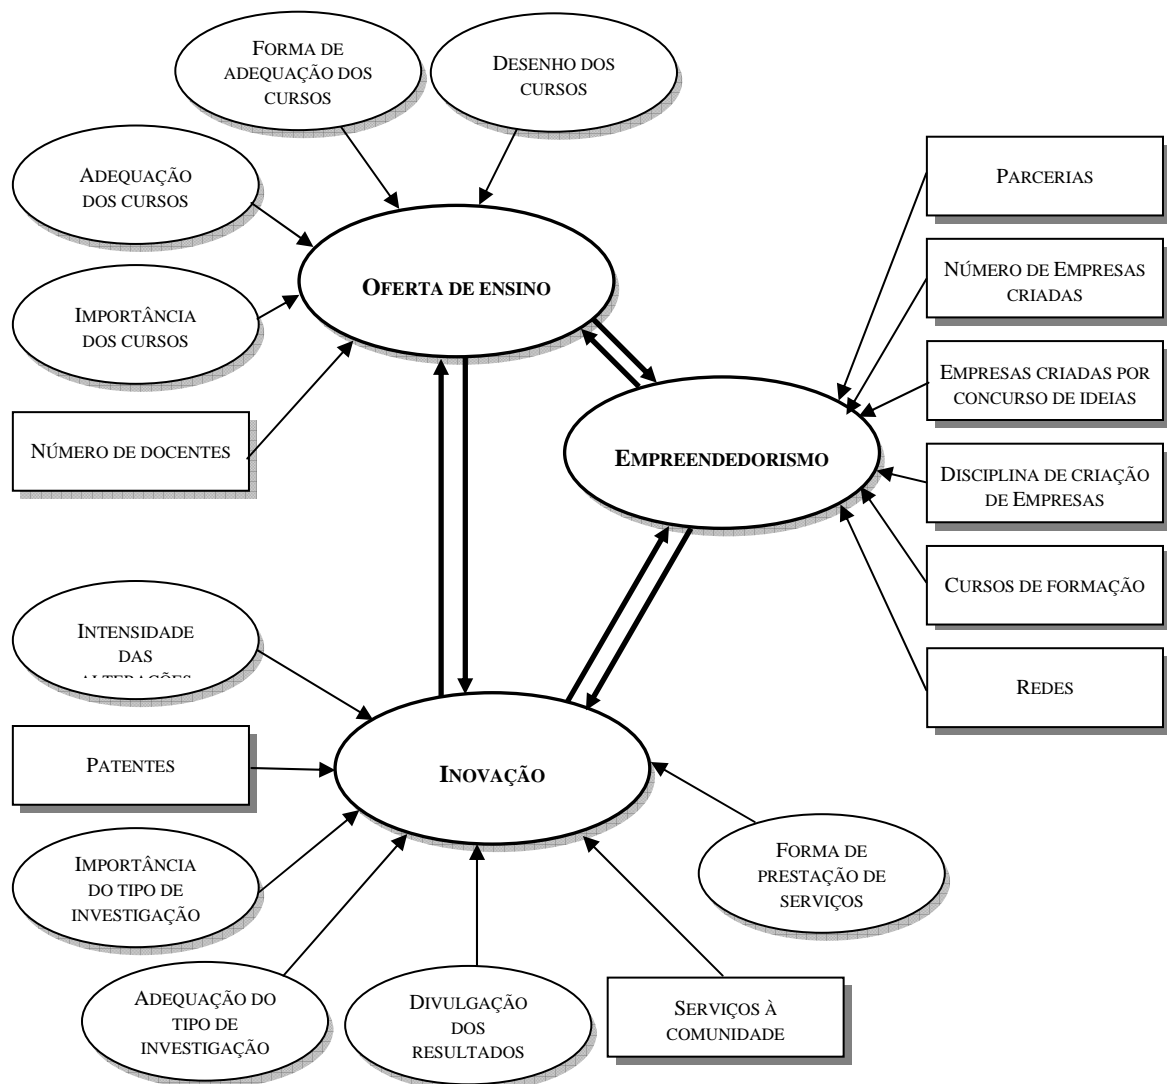 FORMA DE
ADEQUAÇÃO DOS
CURSOS
DESENHO DOS
CURSOS
ADEQUAÇÃO
DOS CURSOS
PARCERIAS
NÚMERO DE EMPRESAS
CRIADAS
OFERTA DE ENSINO
IMPORTÂNCIA
DOS CURSOS
EMPRESAS CRIADAS POR
CONCURSO DE IDEIAS
NÚMERO DE DOCENTES
EMPREENDEDORISMO
DISCIPLINA DE CRIAÇÃO
DE EMPRESAS
CURSOS DE FORMAÇÃO
INTENSIDADE
DAS
ALTERAÇÕES
REDES
PATENTES
INOVAÇÃO
IMPORTÂNCIA
DO TIPO DE
INVESTIGAÇÃO
FORMA DE
PRESTAÇÃO DE
SERVIÇOS
ADEQUAÇÃO DO
TIPO DE
INVESTIGAÇÃO
DIVULGAÇÃO
DOS
RESULTADOS
SERVIÇOS À
COMUNIDADE